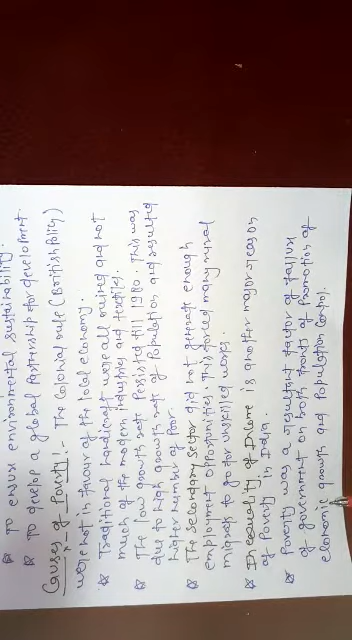 ☆ To ensure environmental sustainability.
☆ To develop a global partnership for development.
Causes of Poverty :- The Colonial rule (British policy)
were not in favour of the local economy.
☆ Traditional handicraft were all ruined and not
much of the modern industries and textiles.
☆ The low growth rate Persisted till 1980. This was
due to high growth rate of Population and resulted
higher number of Poor.
☆ The Secondary Sector did not generate enough
employment opportunities. This forced many rural
migrants to go for unskilled works.
☆ Inequality of Income is another major reason
of Poverty in India.
☆ Poverty was a resultant factor of failure
of government on both fronts of Promotion of
economic growth and Population Control.